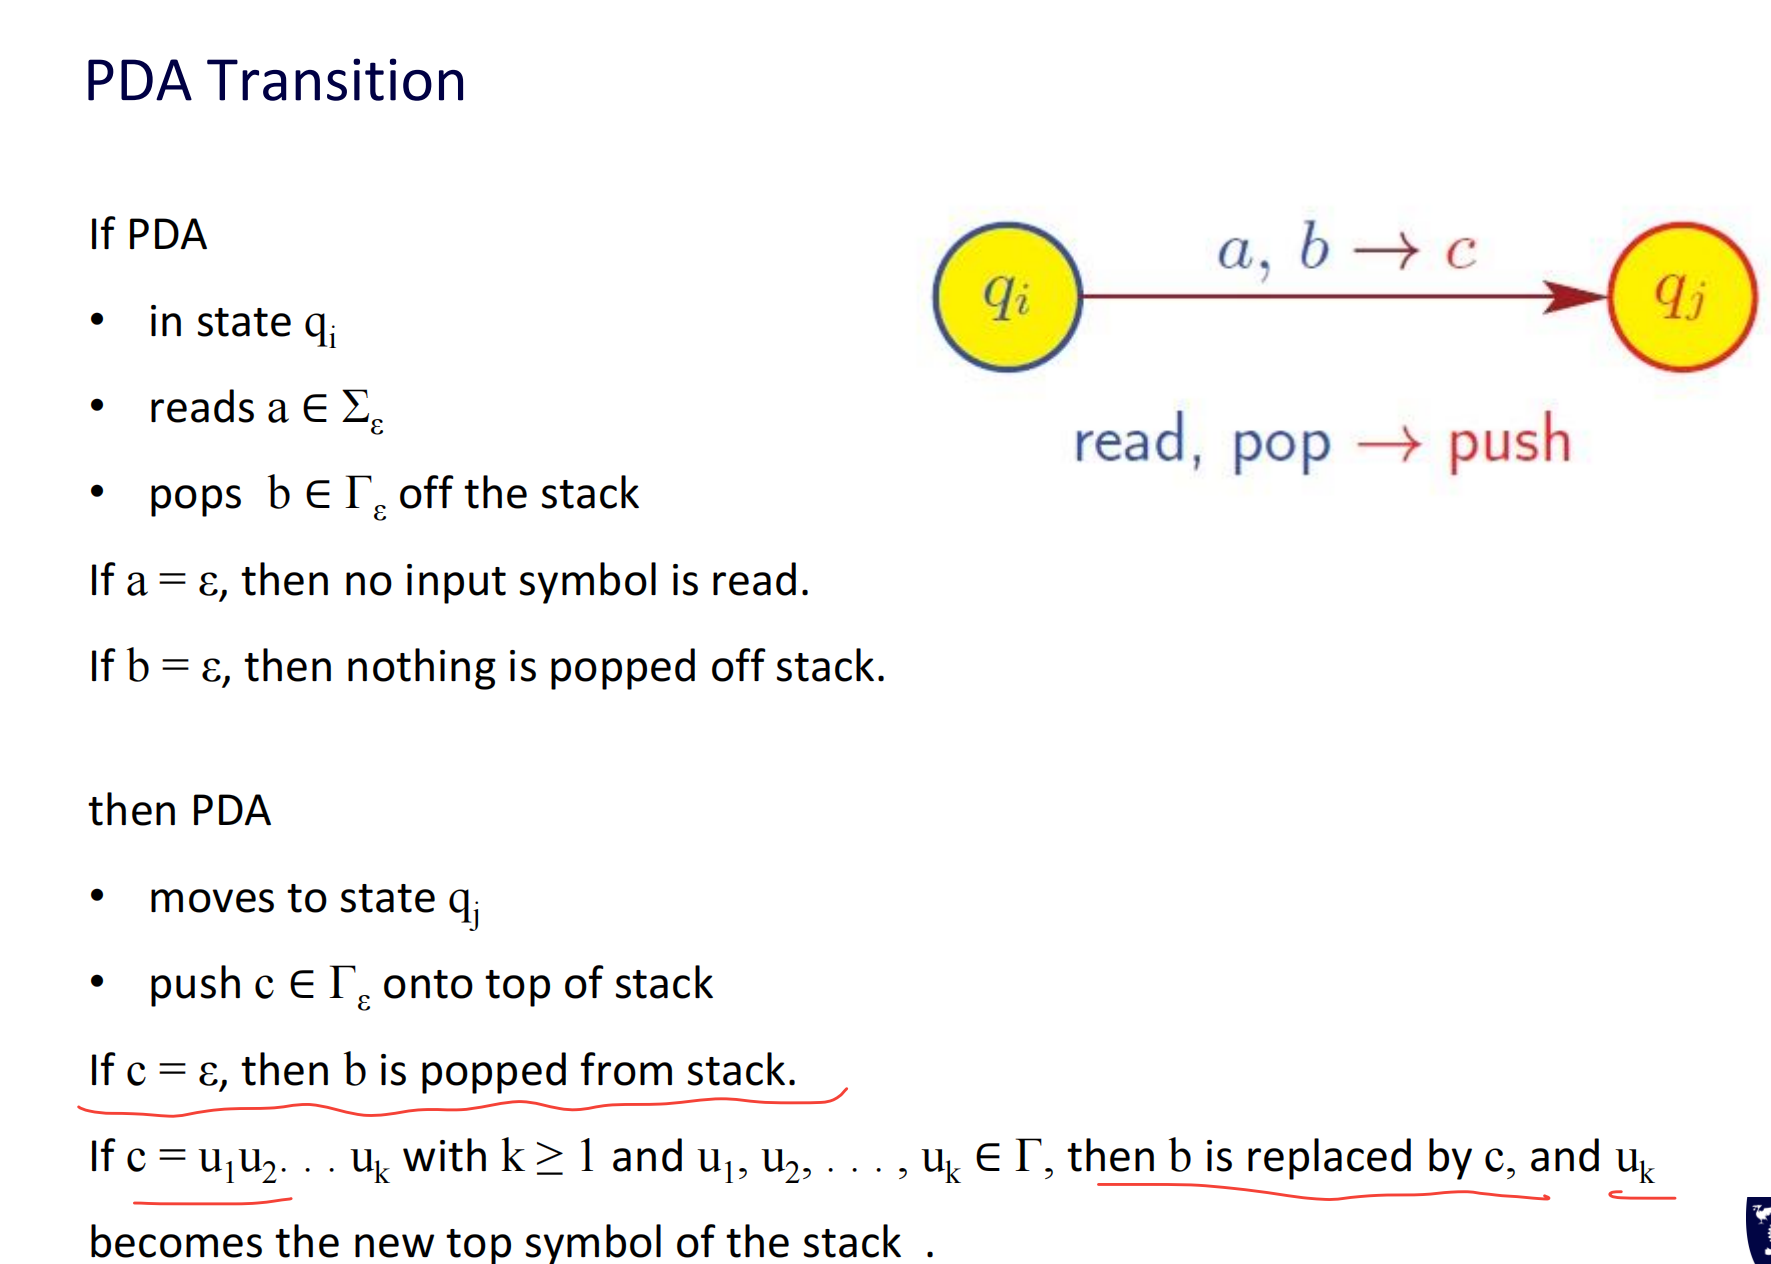 PDA Transition
If PDA
• in state qᵢ
• reads a ∈ Σ_ε
• pops b ∈ Γ_ε off the stack
If a = ε, then no input symbol is read.
If b = ε, then nothing is popped off stack.
then PDA
• moves to state qⱼ
• push c ∈ Γ_ε onto top of stack
If c = ε, then b is popped from stack.
If c = u₁u₂. . . uₖ with k ≥ 1 and u₁, u₂, . . . , uₖ ∈ Γ, then b is replaced by c, and uₖ
becomes the new top symbol of the stack .
qᵢ
a, b → c
qⱼ
read, pop → push